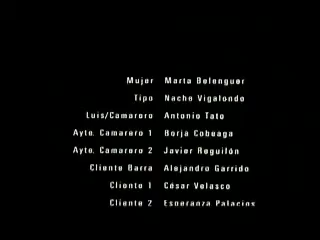 Mujer Marta Belenguer
Tipo Nacho Vigalondo
Luis/Camarero Antonio Tato
Ayte. Camarero 1 Borja Cobeaga
Ayte. Camarero 2 Javier Reguilón
Cliente Barra Alejandro Garrido
Cliente 1 César Velasco
Cliente 2 Esperanza Palacios